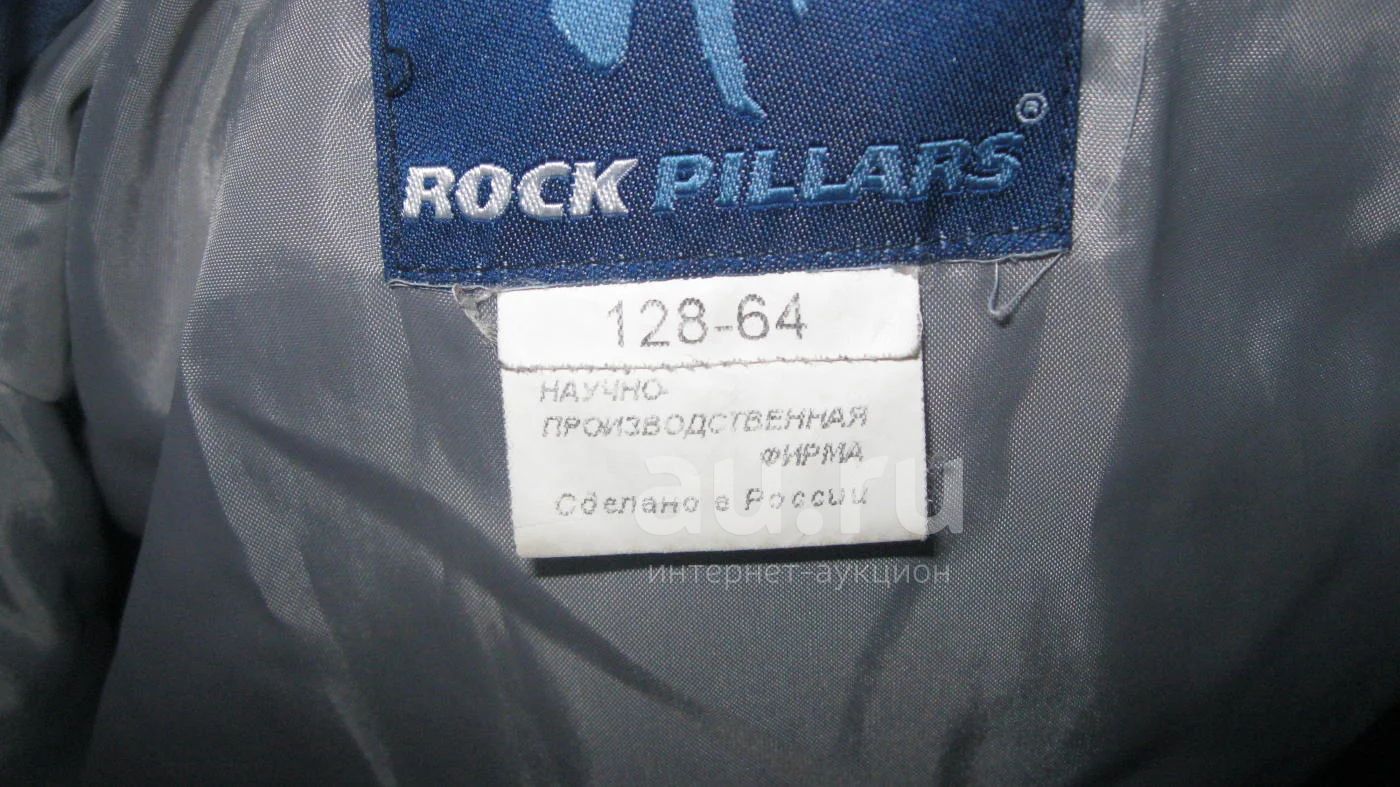 ROCK PILLARS®
128-64
НАУЧНО-
ПРОИЗВОДСТВЕННАЯ
ФИРМА
Сделано в России
au.ru
интернет-аукцион